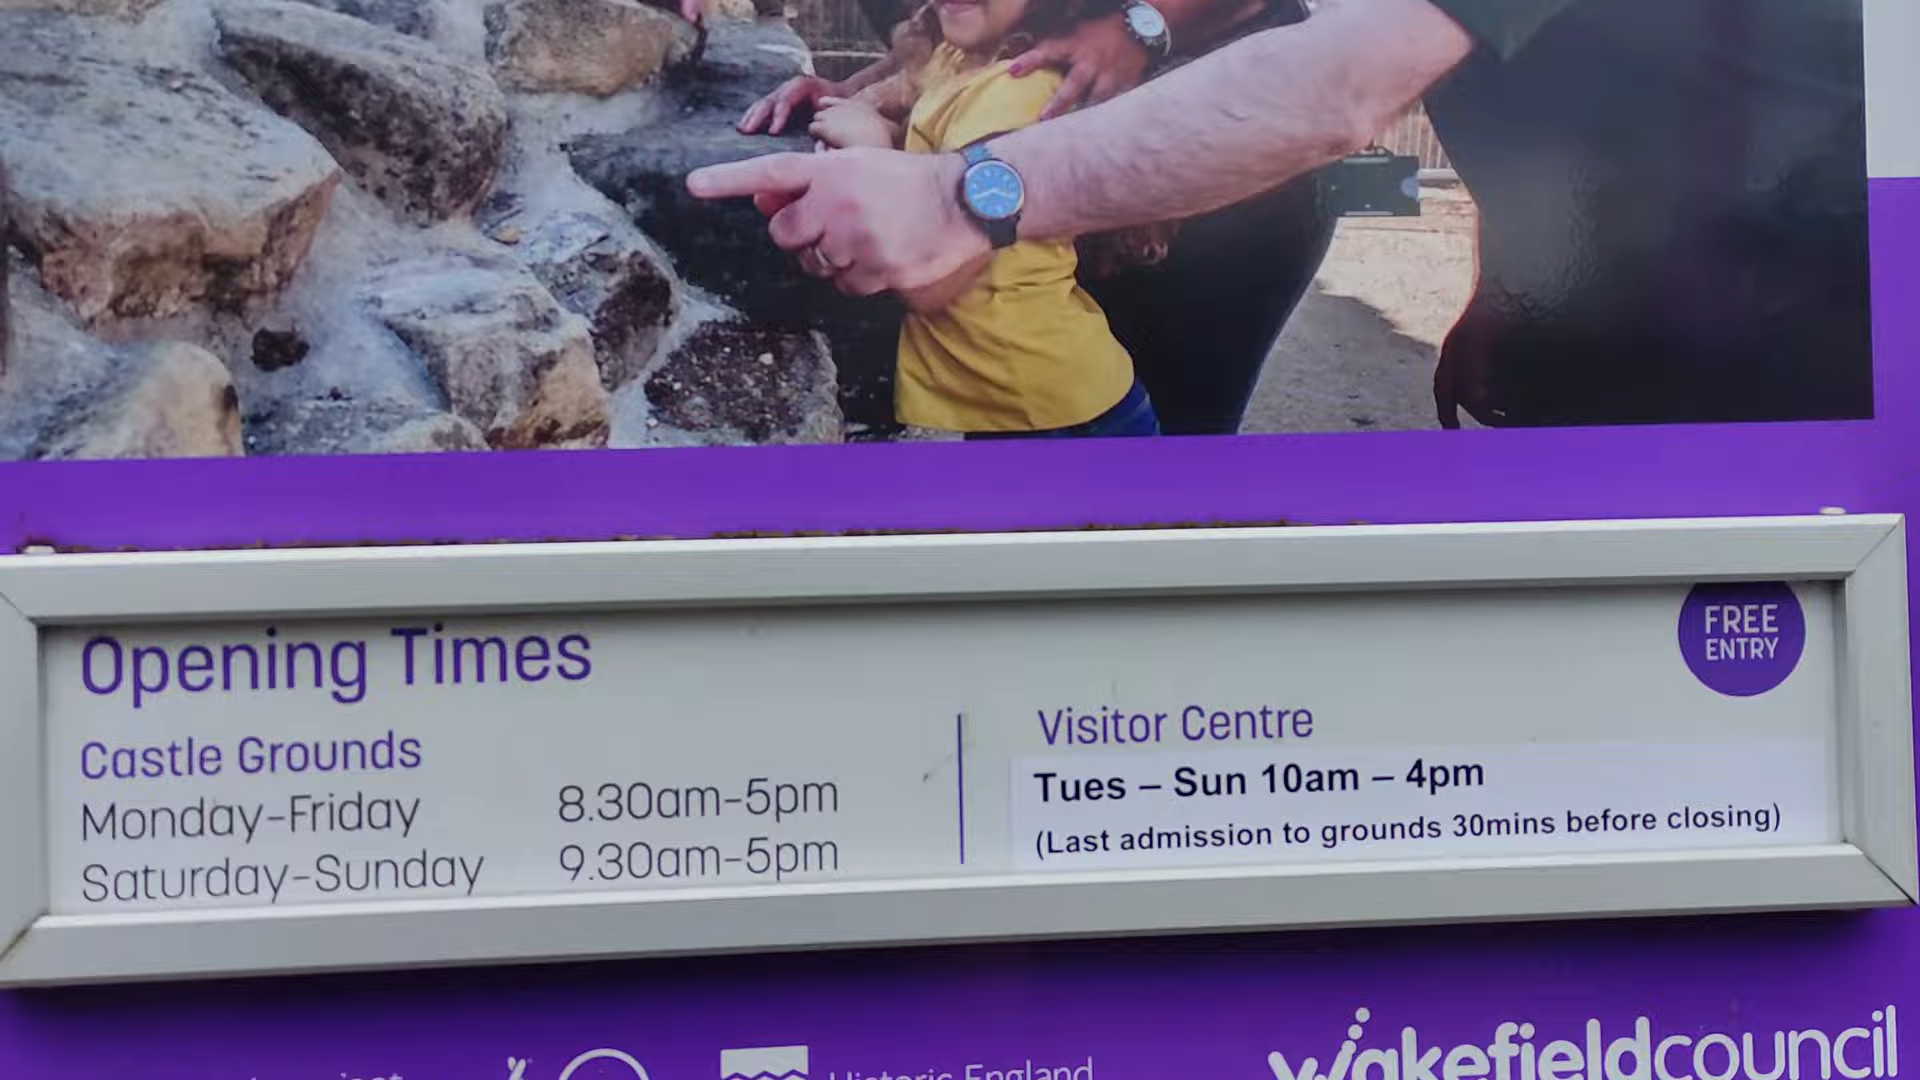 Opening Times
FREE
ENTRY
Castle Grounds
Monday-Friday 8.30am-5pm
Saturday-Sunday 9.30am-5pm
Visitor Centre
Tues – Sun 10am – 4pm
(Last admission to grounds 30mins before closing)
Historic England
wakefieldcouncil